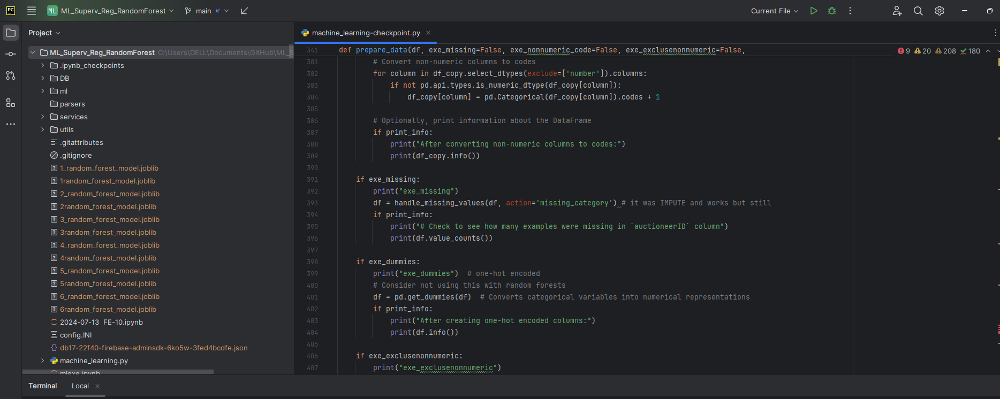 PC ML ML_Superv_Reg_RandomForest main Current File
Project
machine_learning-checkpoint.py
ML_Superv_Reg_RandomForest C:\Users\DELL\Documents\GitHub\ML_S
.ipynb_checkpoints
DB
ml
parsers
services
utils
.gitattributes
.gitignore
1_random_forest_model.joblib
1random_forest_model.joblib
2_random_forest_model.joblib
2random_forest_model.joblib
3_random_forest_model.joblib
3random_forest_model.joblib
4_random_forest_model.joblib
4random_forest_model.joblib
5_random_forest_model.joblib
5random_forest_model.joblib
6_random_forest_model.joblib
6random_forest_model.joblib
2024-07-13  FE-10.ipynb
config.INI
db17-22f40-firebase-adminsdk-6ko5w-3fed4bcdfe.json
machine_learning.py
mlexe.ipynb
341 def prepare_data(df, exe_missing=False, exe_nonnumeric_code=False, exe_exclusenonnumeric=False,
9 20 208 180
381 # Convert non-numeric columns to codes
382 for column in df_copy.select_dtypes(exclude=['number']).columns:
383 if not pd.api.types.is_numeric_dtype(df_copy[column]):
384 df_copy[column] = pd.Categorical(df_copy[column]).codes + 1
385
386 # Optionally, print information about the DataFrame
387 if print_info:
388 print("After converting non-numeric columns to codes:")
389 print(df_copy.info())
390
391 if exe_missing:
392 print("exe_missing")
393 df = handle_missing_values(df, action='missing_category') # it was IMPUTE and works but still
394 if print_info:
395 print("# Check to see how many examples were missing in `auctioneerID` column")
396 print(df.value_counts())
397
398 if exe_dummies:
399 print("exe_dummies")  # one-hot encoded
400 # Consider not using this with random forests
401 df = pd.get_dummies(df)  # Converts categorical variables into numerical representations
402 if print_info:
403 print("After creating one-hot encoded columns:")
404 print(df.info())
405
406 if exe_exclusenonnumeric:
407 print("exe_exclusenonnumeric")
Terminal Local